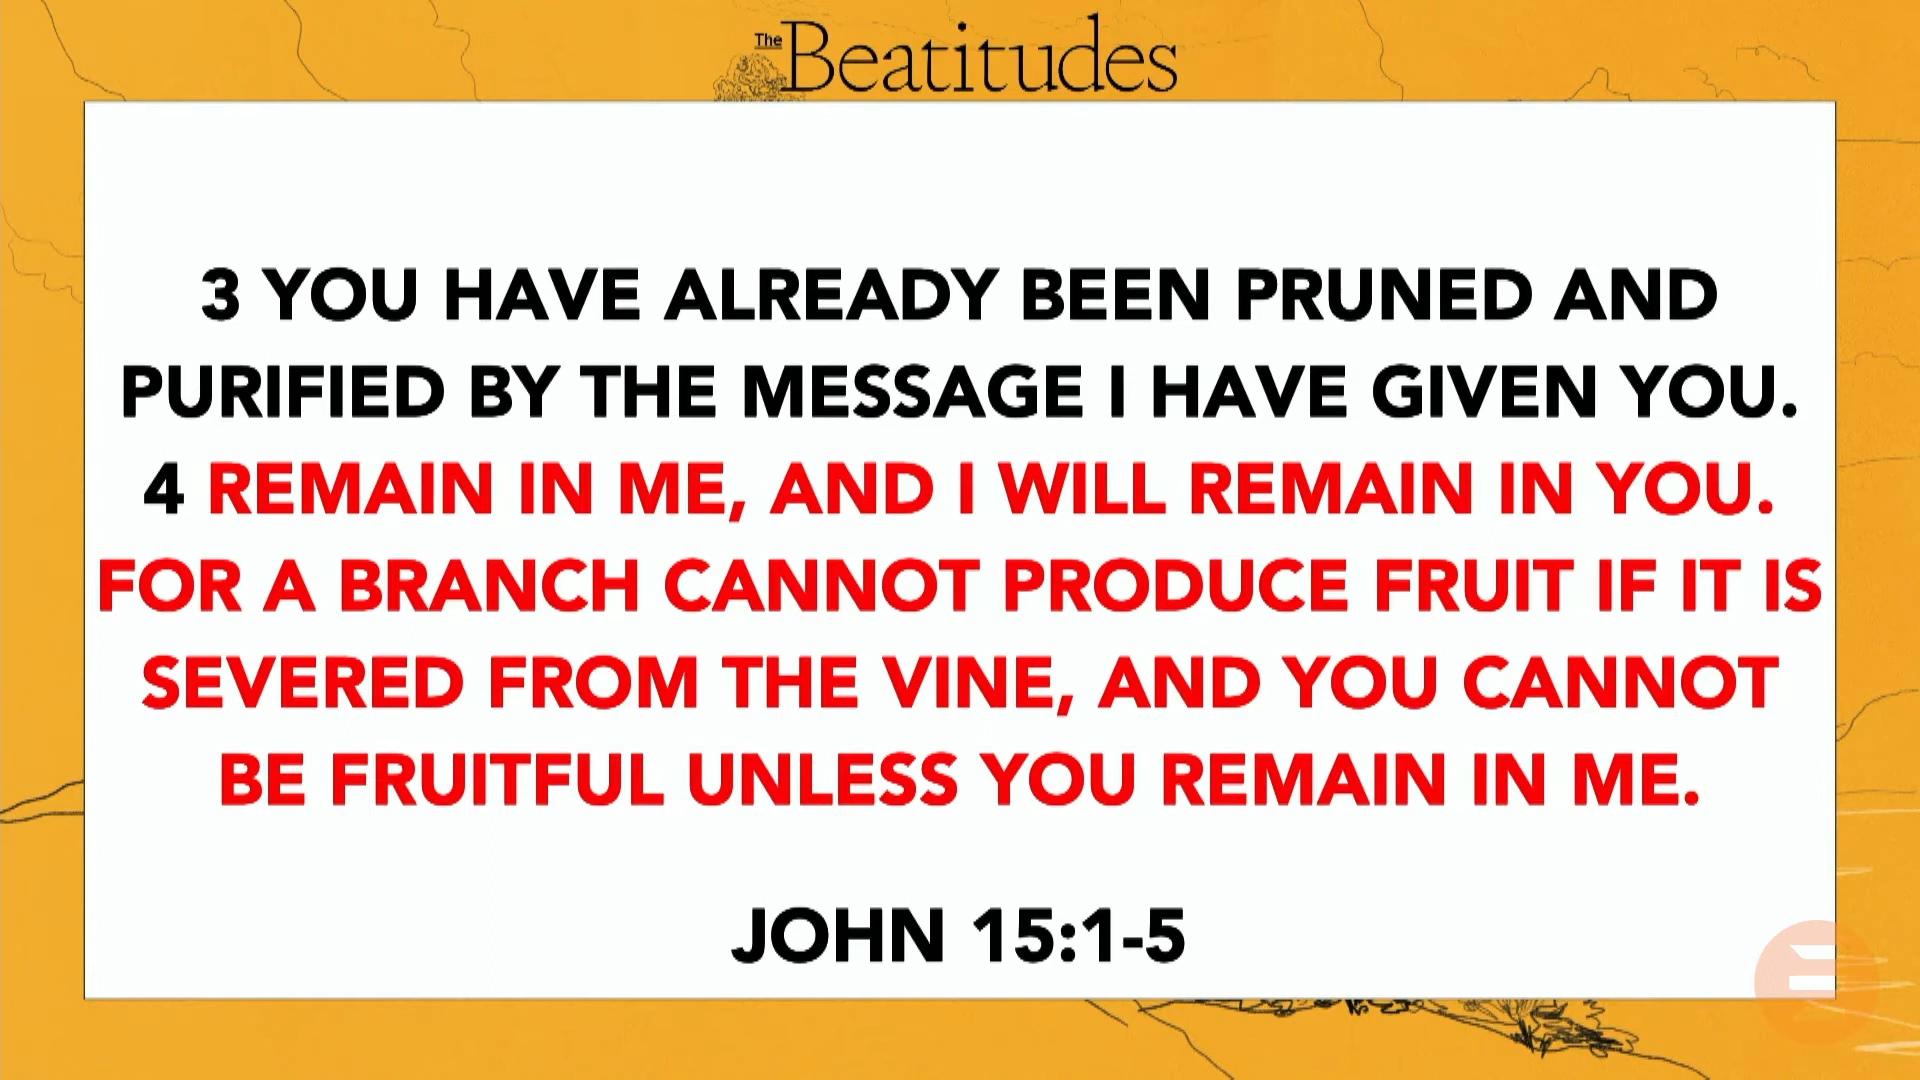 The Beatitudes
3 YOU HAVE ALREADY BEEN PRUNED AND
PURIFIED BY THE MESSAGE I HAVE GIVEN YOU.
4 REMAIN IN ME, AND I WILL REMAIN IN YOU.
FOR A BRANCH CANNOT PRODUCE FRUIT IF IT IS
SEVERED FROM THE VINE, AND YOU CANNOT
BE FRUITFUL UNLESS YOU REMAIN IN ME.
JOHN 15:1-5